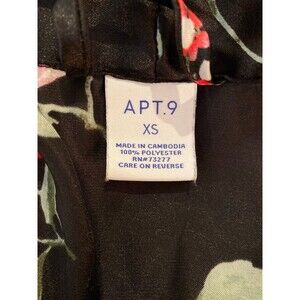 APT.9
XS
MADE IN CAMBODIA
100% POLYESTER
RN#73277
CARE ON REVERSE